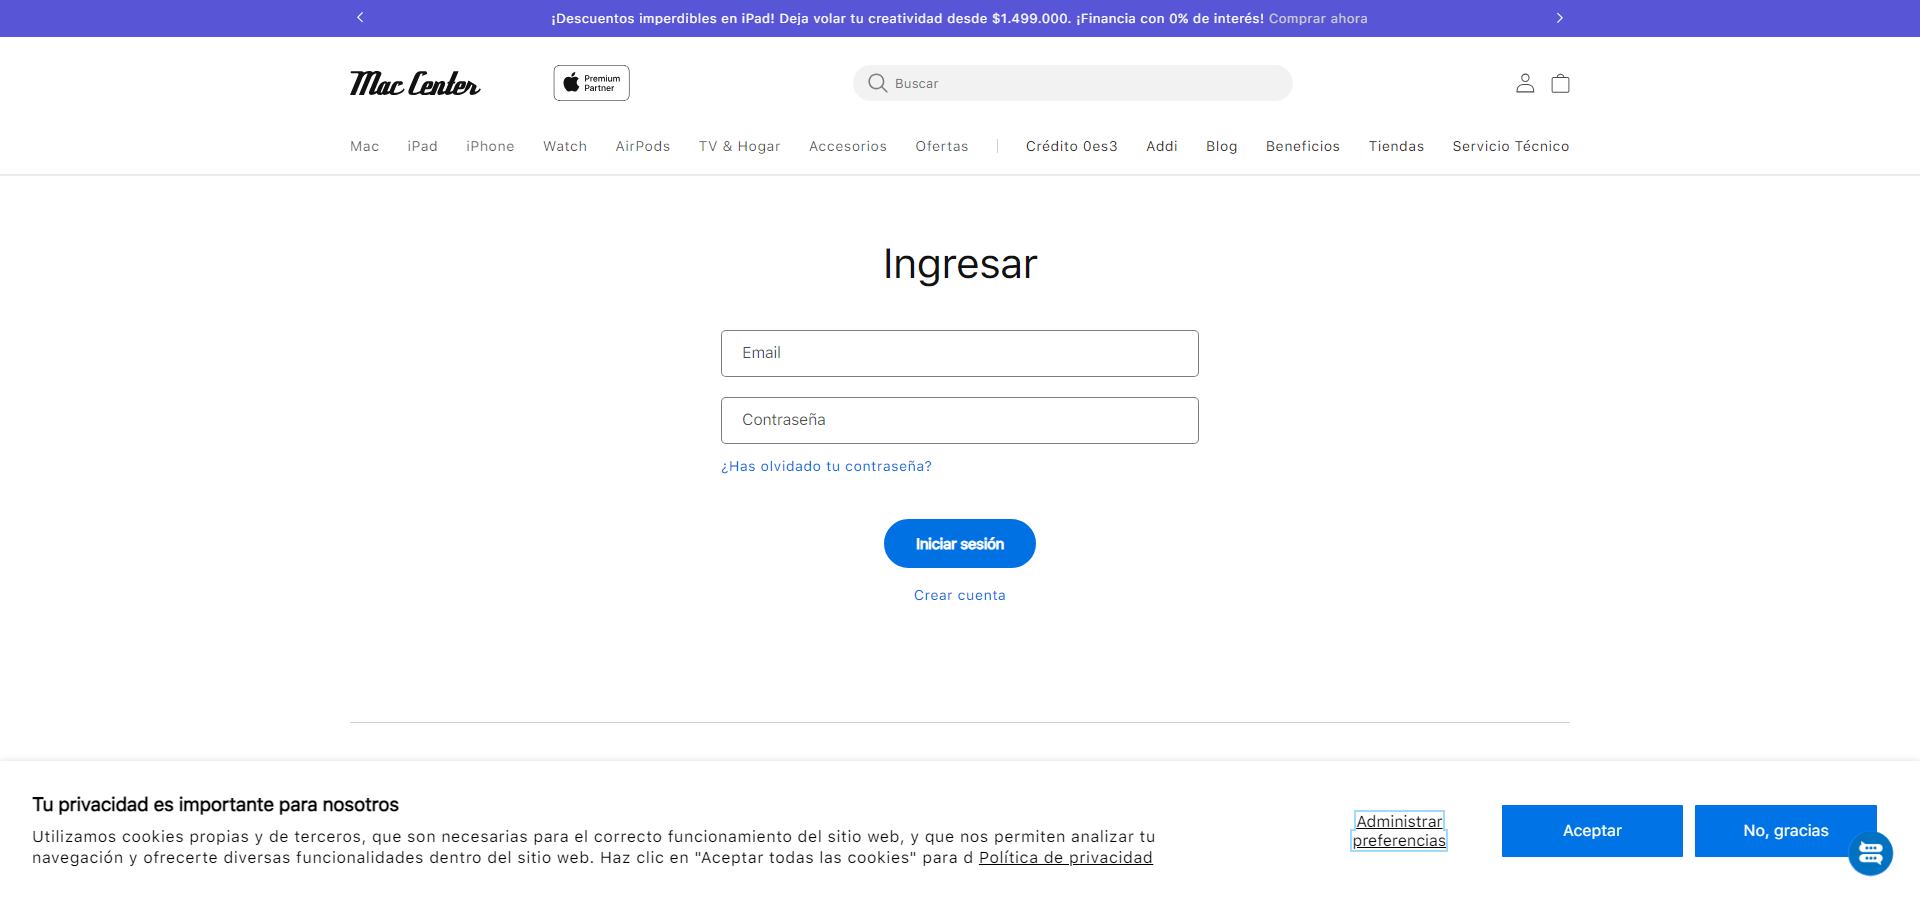 ¡Descuentos imperdibles en iPad! Deja volar tu creatividad desde $1.499.000. ¡Financia con 0% de interés! Comprar ahora
Mac Center
Premium
Partner
Buscar
Mac iPad iPhone Watch AirPods TV & Hogar Accesorios Ofertas Crédito 0es3 Addi Blog Beneficios Tiendas Servicio Técnico
Ingresar
Email
Contraseña
¿Has olvidado tu contraseña?
Iniciar sesión
Crear cuenta
Tu privacidad es importante para nosotros
Utilizamos cookies propias y de terceros, que son necesarias para el correcto funcionamiento del sitio web, y que nos permiten analizar tu
navegación y ofrecerte diversas funcionalidades dentro del sitio web. Haz clic en "Aceptar todas las cookies" para d Política de privacidad
Administrar
preferencias
Aceptar
No, gracias